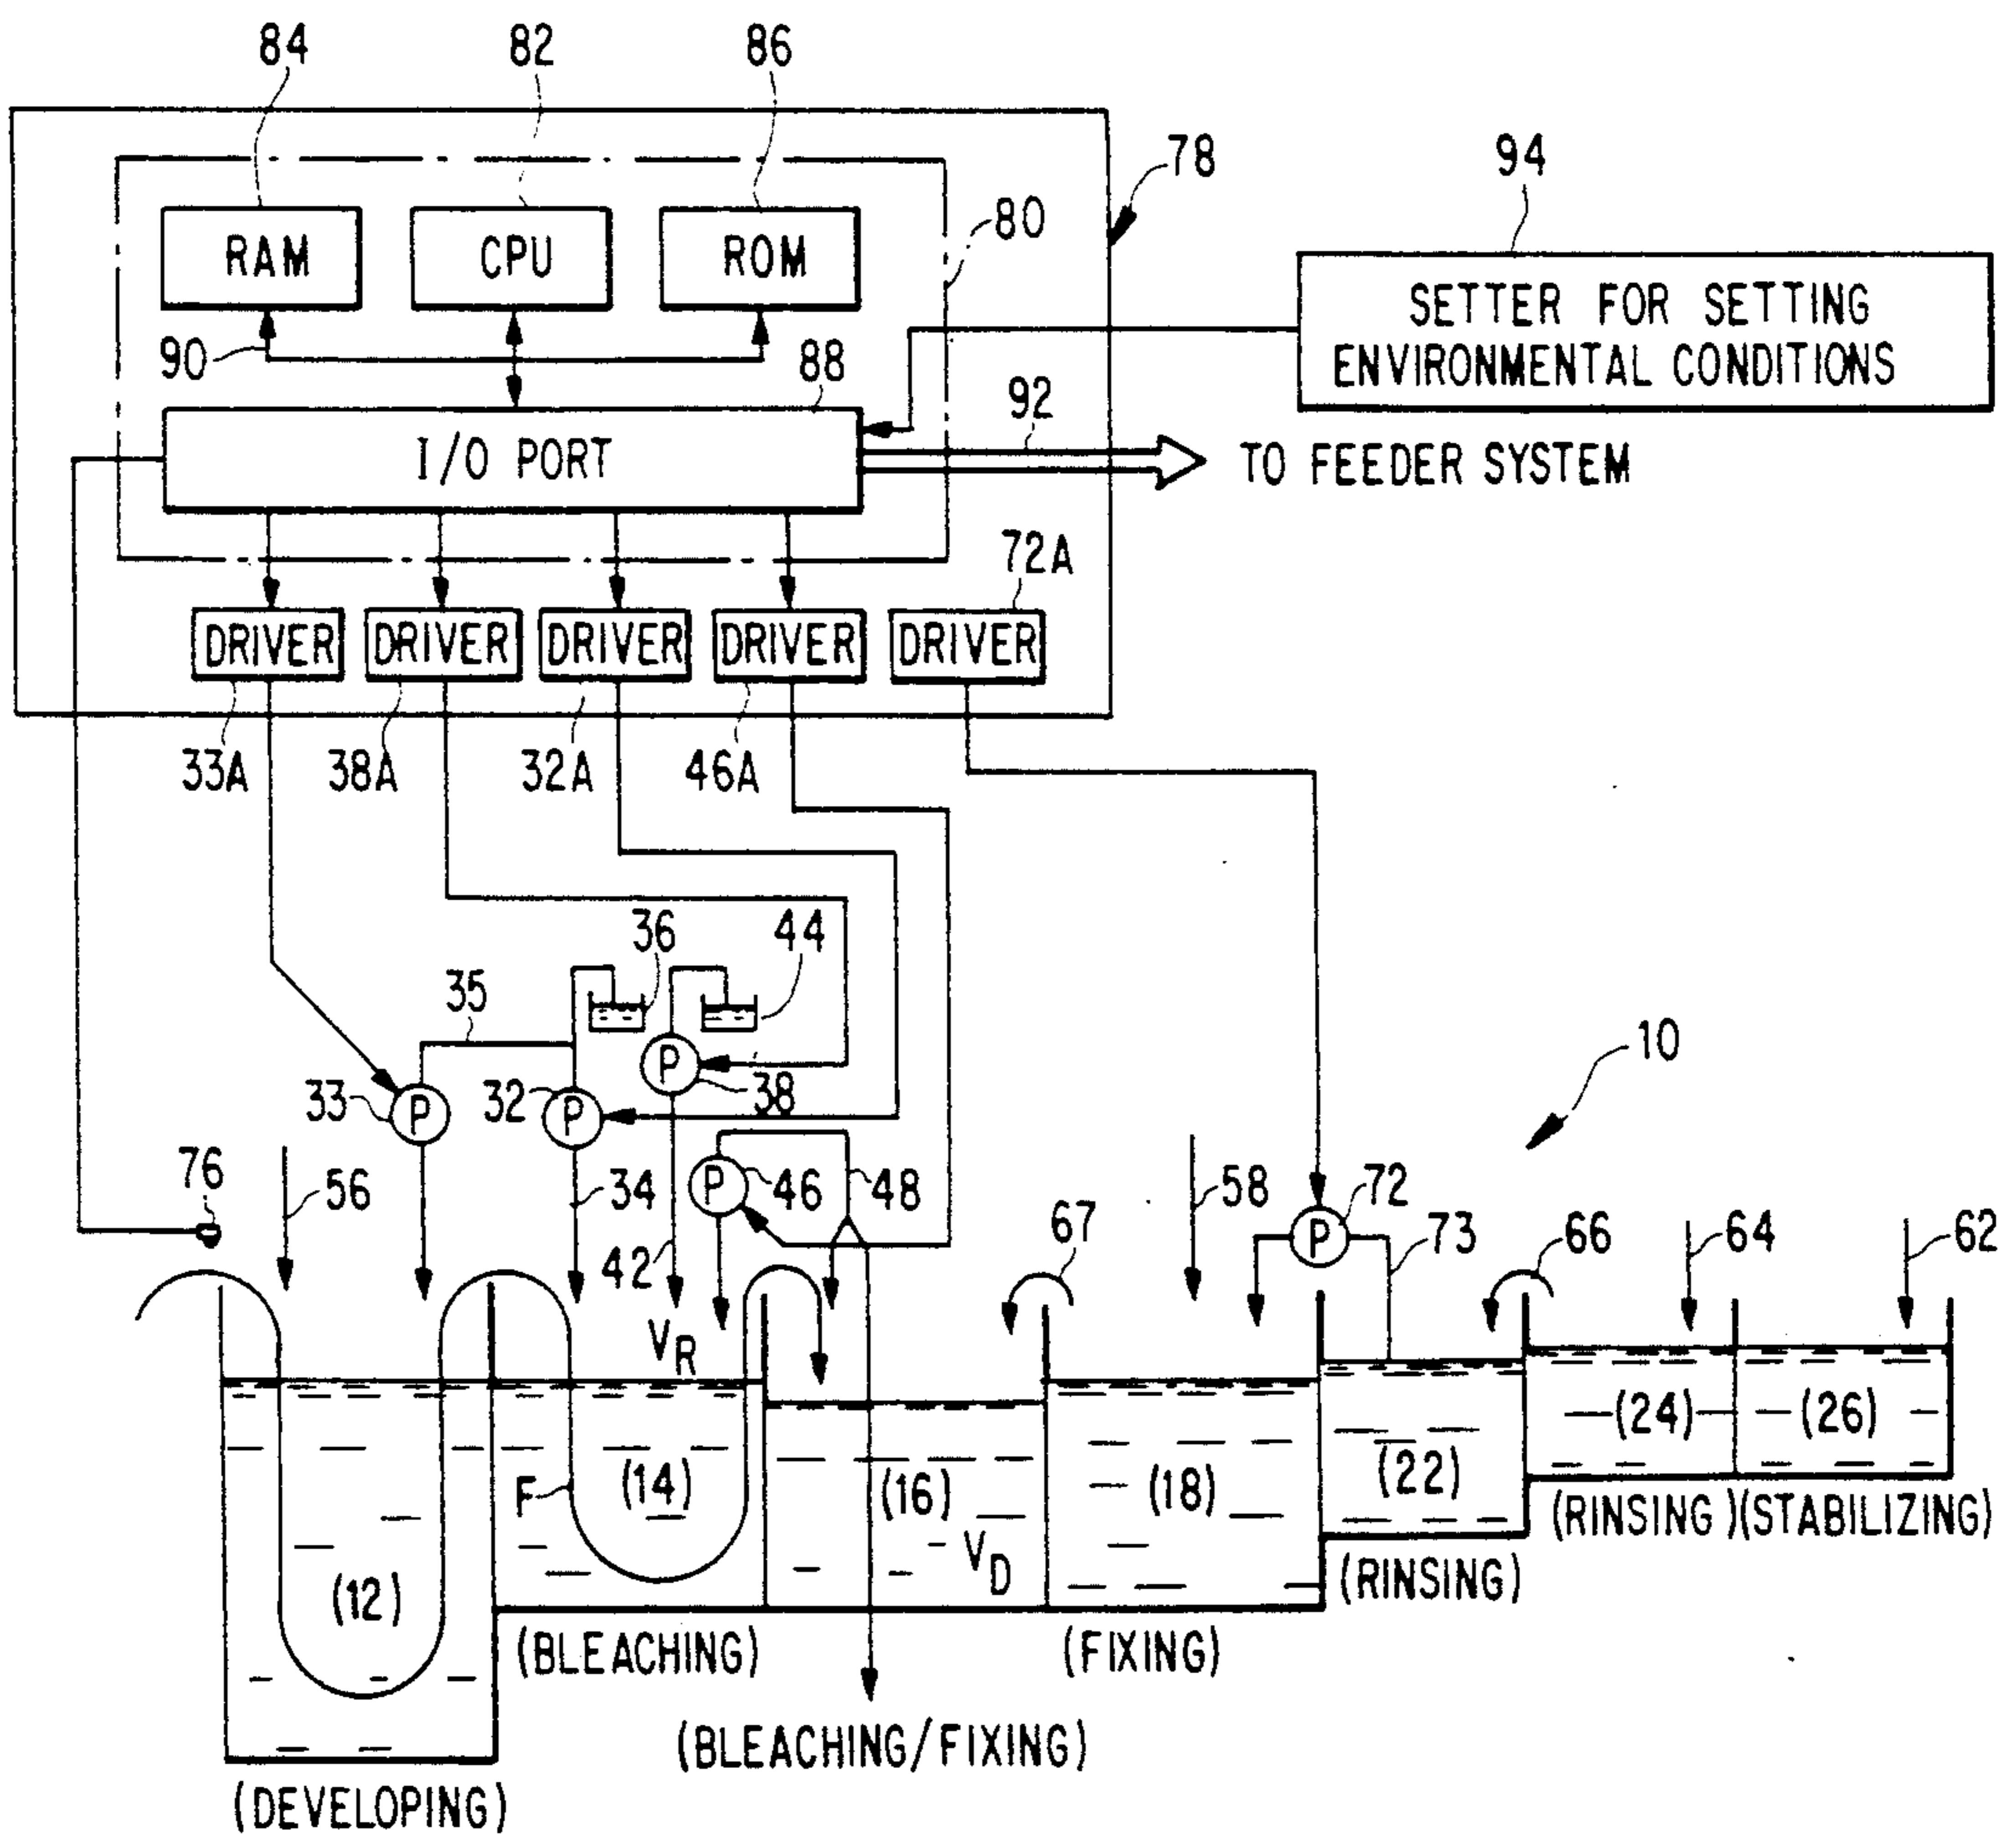 84
82
86
78
94
80
RAM
CPU
ROM
SETTER FOR SETTING
ENVIRONMENTAL CONDITIONS
90
88
92
I/O PORT
TO FEEDER SYSTEM
72A
DRIVER
DRIVER
DRIVER
DRIVER
DRIVER
33A
38A
32A
46A
36
44
35
10
P
33
P
32
P
38
76
56
34
P
46
48
58
72
67
P
73
66
64
62
42
VR
F
(14)
(16)
(18)
(22)
(24)
(26)
VD
(12)
(RINSING)
(STABILIZING)
(RINSING)
(BLEACHING)
(FIXING)
(BLEACHING/FIXING)
(DEVELOPING)